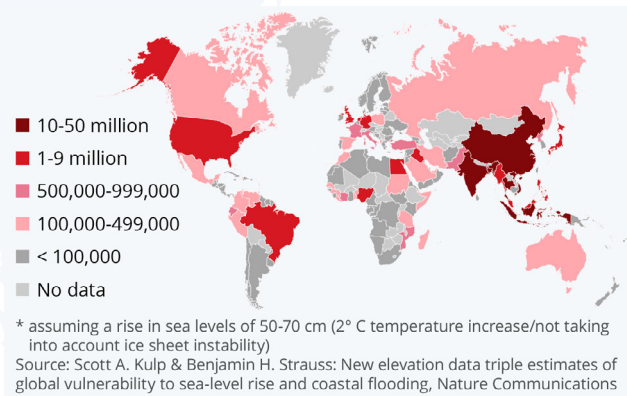 10-50 million
1-9 million
500,000-999,000
100,000-499,000
< 100,000
No data
* assuming a rise in sea levels of 50-70 cm (2° C temperature increase/not taking
into account ice sheet instability)
Source: Scott A. Kulp & Benjamin H. Strauss: New elevation data triple estimates of
global vulnerability to sea-level rise and coastal flooding, Nature Communications